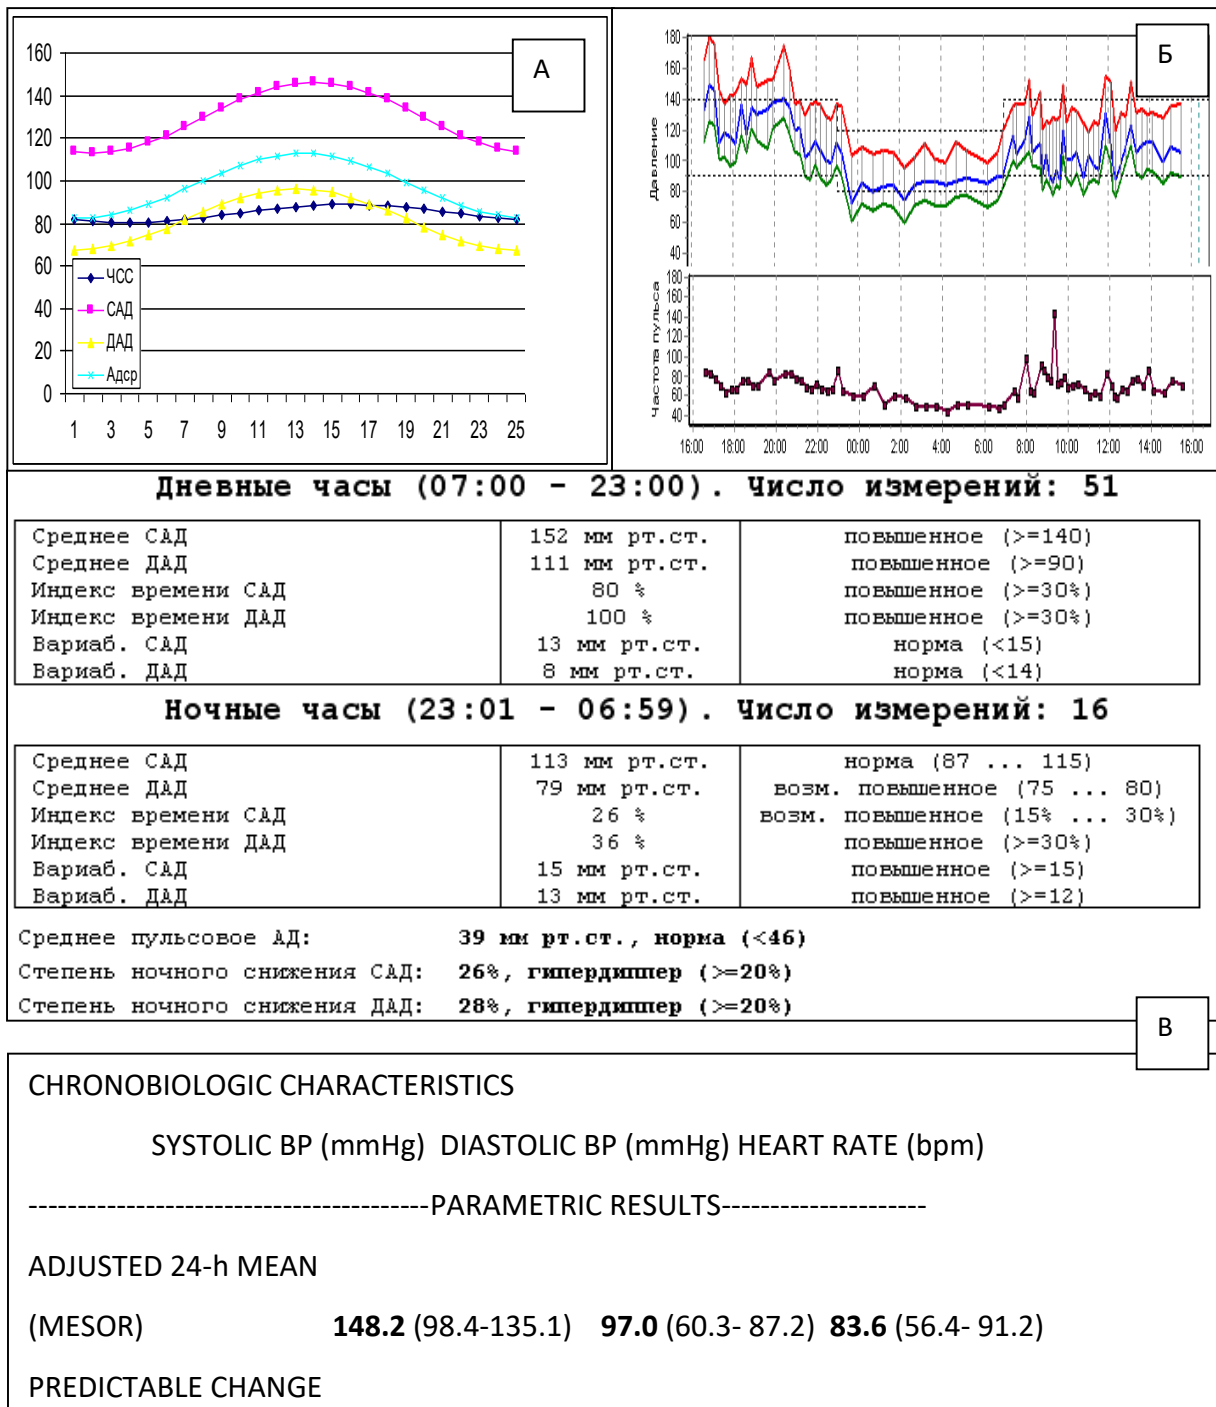 А
160
140
120
100
80
60
40
20
0
ЧСС
САД
ДАД
Адср
1 3 5 7 9 11 13 15 17 19 21 23 25
Б
Давление
180
160
140
120
100
80
60
40
Частота пульса
180
160
140
120
100
80
60
40
16:00 18:00 20:00 22:00 00:00 2:00 4:00 6:00 8:00 10:00 12:00 14:00 16:00
Дневные часы (07:00 - 23:00). Число измерений: 51
Среднее САД 152 мм рт.ст. повышенное (>=140)
Среднее ДАД 111 мм рт.ст. повышенное (>=90)
Индекс времени САД 80 % повышенное (>=30%)
Индекс времени ДАД 100 % повышенное (>=30%)
Вариаб. САД 13 мм рт.ст. норма (<15)
Вариаб. ДАД 8 мм рт.ст. норма (<14)
Ночные часы (23:01 - 06:59). Число измерений: 16
Среднее САД 113 мм рт.ст. норма (87 ... 115)
Среднее ДАД 79 мм рт.ст. возм. повышенное (75 ... 80)
Индекс времени САД 26 % возм. повышенное (15% ... 30%)
Индекс времени ДАД 36 % повышенное (>=30%)
Вариаб. САД 15 мм рт.ст. повышенное (>=15)
Вариаб. ДАД 13 мм рт.ст. повышенное (>=12)
Среднее пульсовое АД: 39 мм рт.ст., норма (<46)
Степень ночного снижения САД: 26%, гипердиппер (>=20%)
Степень ночного снижения ДАД: 28%, гипердиппер (>=20%)
В
CHRONOBIOLOGIC CHARACTERISTICS
SYSTOLIC BP (mmHg) DIASTOLIC BP (mmHg) HEART RATE (bpm)
-----------------------------------------PARAMETRIC RESULTS---------------------
ADJUSTED 24-h MEAN
(MESOR) 148.2 (98.4-135.1) 97.0 (60.3- 87.2) 83.6 (56.4- 91.2)
PREDICTABLE CHANGE